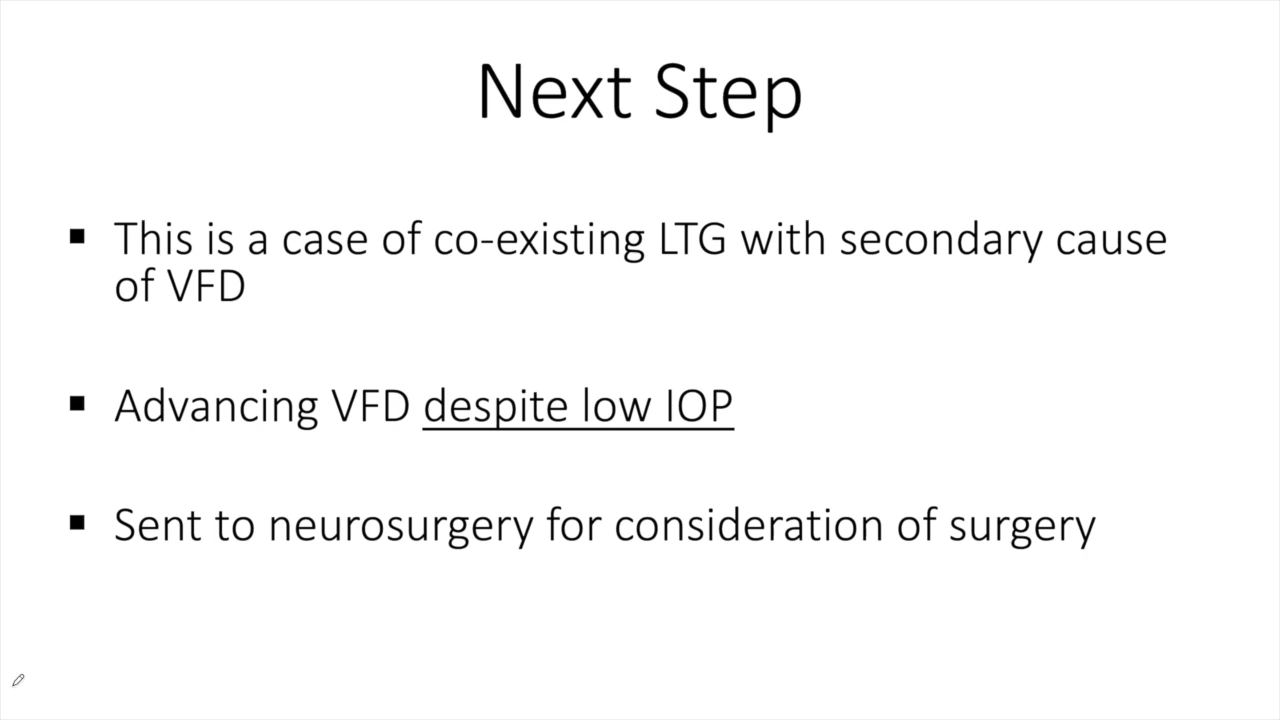 Next Step
▪ This is a case of co-existing LTG with secondary cause
of VFD
▪ Advancing VFD despite low IOP
▪ Sent to neurosurgery for consideration of surgery